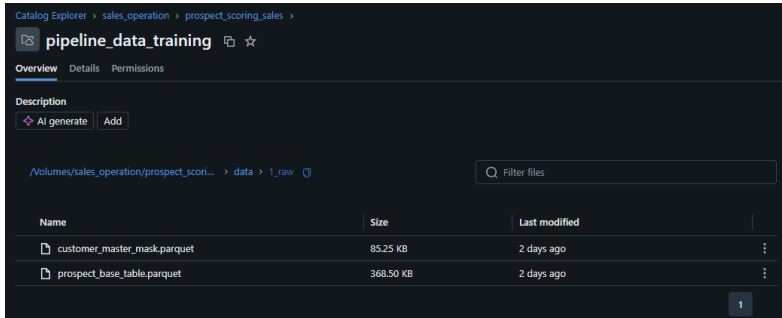 Catalog Explorer > sales_operation > prospect_scoring_sales >
pipeline_data_training
Overview Details Permissions
Description
AI generate Add
/Volumes/sales_operation/prospect_scori... > data > 1_raw
Filter files
Name Size Last modified
customer_master_mask.parquet 85.25 KB 2 days ago
prospect_base_table.parquet 368.50 KB 2 days ago
1